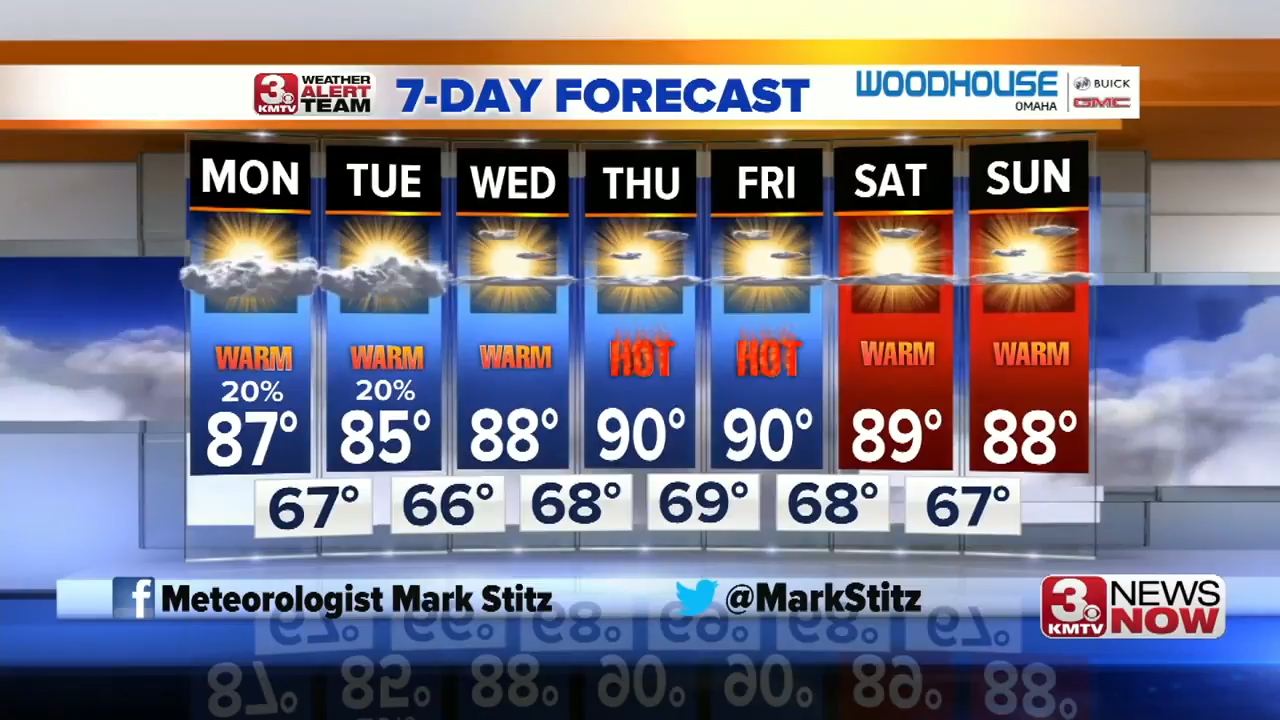 3 KMTV WEATHER ALERT TEAM 7-DAY FORECAST WOODHOUSE OMAHA BUICK GMC
MON TUE WED THU FRI SAT SUN
WARM WARM WARM HOT HOT WARM WARM
20% 20%
87° 85° 88° 90° 90° 89° 88°
67° 66° 68° 69° 68° 67°
f Meteorologist Mark Stitz @MarkStitz 3 KMTV NEWS NOW